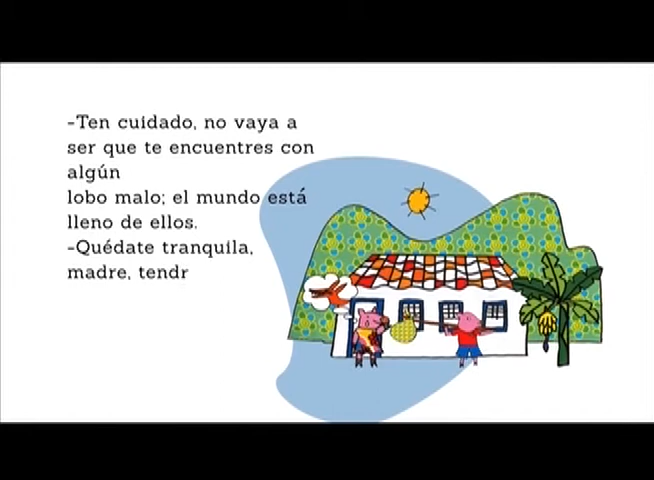 -Ten cuidado, no vaya a
ser que te encuentres con
algún
lobo malo; el mundo está
lleno de ellos.
-Quédate tranquila,
madre, tendr